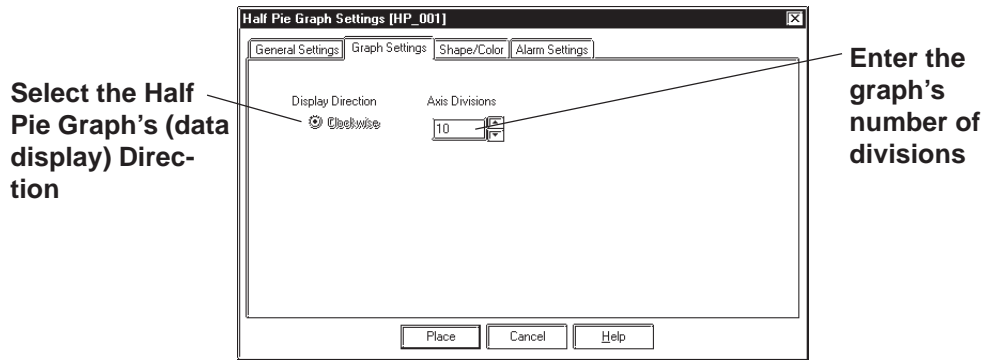 Half Pie Graph Settings [HP_001]
General Settings Graph Settings Shape/Color Alarm Settings
Select the Half
Pie Graph's (data
display) Direc-
tion
Display Direction
Clockwise
Axis Divisions
10
Enter the
graph's
number of
divisions
Place Cancel Help